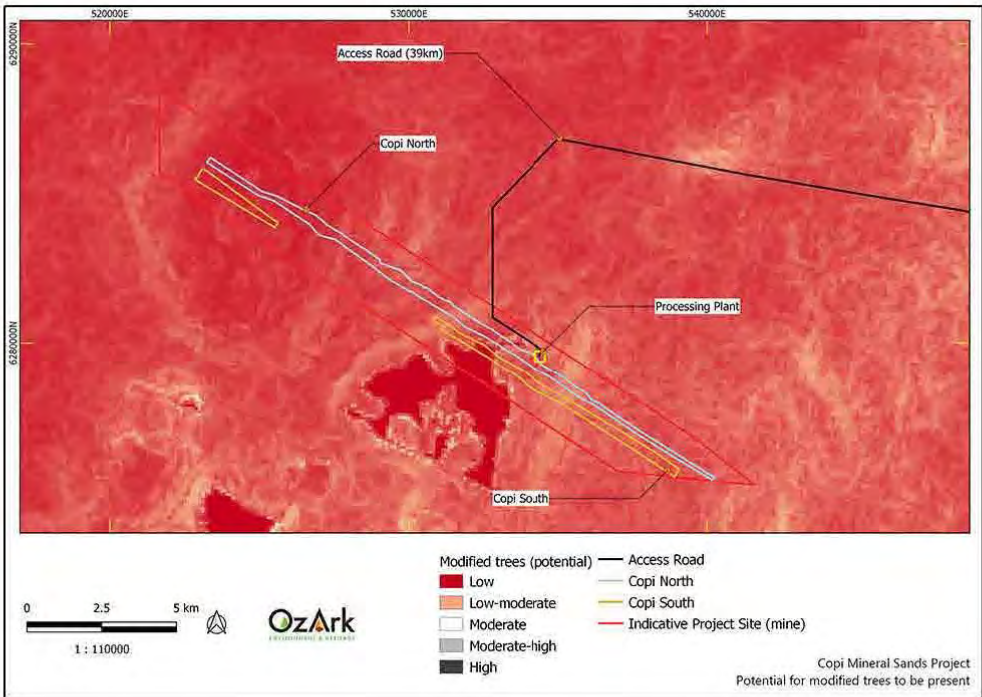 520000E 530000E 540000E
6290000N
Access Road (39km)
Copi North
Processing Plant
6280000N
Copi South
Modified trees (potential)
Low
Low-moderate
Moderate
Moderate-high
High
Access Road
Copi North
Copi South
Indicative Project Site (mine)
0 2.5 5 km
1 : 110000
OzArk
ENVIRONMENT & HERITAGE
Copi Mineral Sands Project
Potential for modified trees to be present